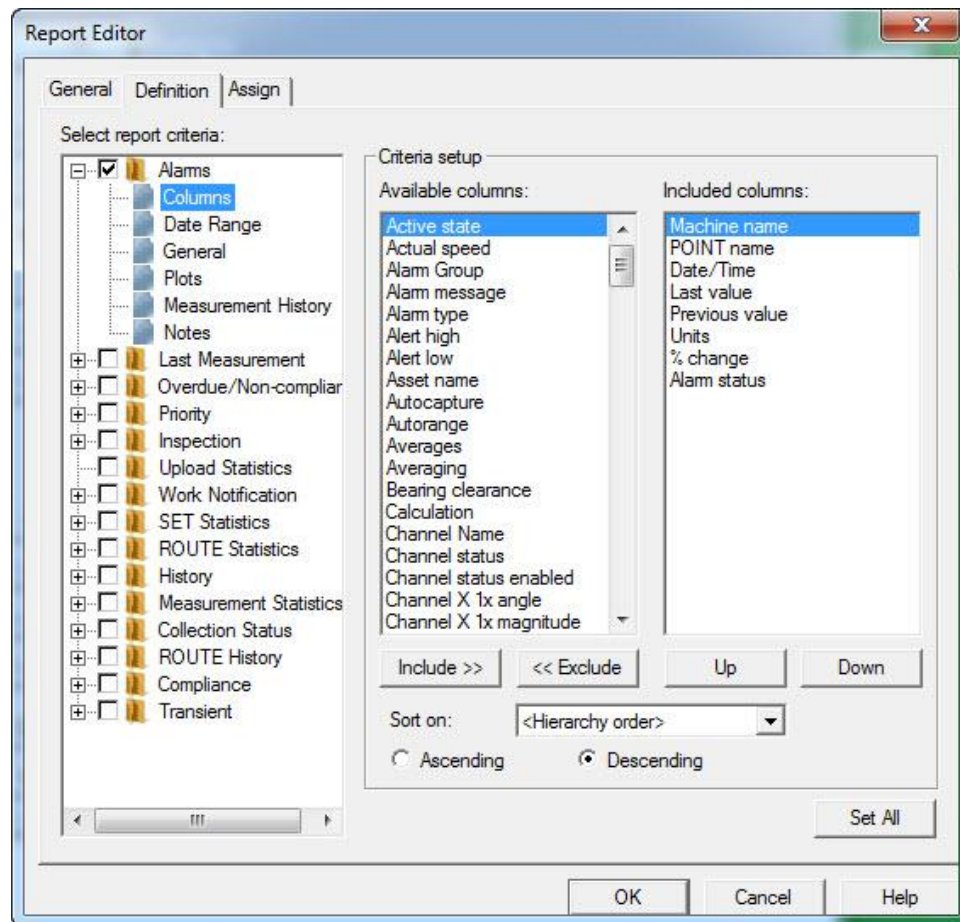 Report Editor
General Definition Assign
Select report criteria:
Alarms
Columns
Date Range
General
Plots
Measurement History
Notes
Last Measurement
Overdue/Non-complian
Priority
Inspection
Upload Statistics
Work Notification
SET Statistics
ROUTE Statistics
History
Measurement Statistics
Collection Status
ROUTE History
Compliance
Transient
Criteria setup
Available columns:
Active state
Actual speed
Alarm Group
Alarm message
Alarm type
Alert high
Alert low
Asset name
Autocapture
Autorange
Averages
Averaging
Bearing clearance
Calculation
Channel Name
Channel status
Channel status enabled
Channel X 1x angle
Channel X 1x magnitude
Included columns:
Machine name
POINT name
Date/Time
Last value
Previous value
Units
% change
Alarm status
Include >> << Exclude Up Down
Sort on: <Hierarchy order>
Ascending Descending
Set All
OK Cancel Help